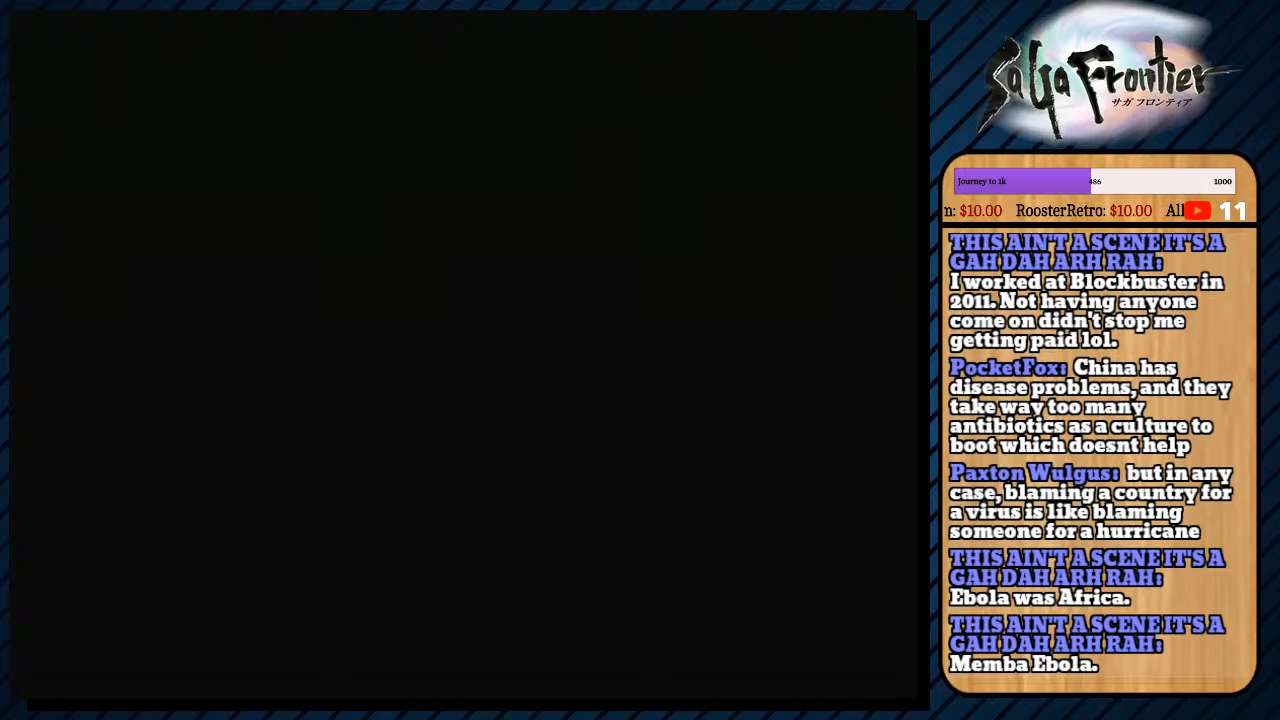 SaGa Frontier
サガ フロンティア
Journey to 1k 486 1000
n: $10.00 RoosterRetro: $10.00 All 11
THIS AIN'T A SCENE IT'S A
GAH DAH ARH RAH:
I worked at Blockbuster in
2011. Not having anyone
come on didn't stop me
getting paid lol.
PocketFox: China has
disease problems, and they
take way too many
antibiotics as a culture to
boot which doesnt help
Paxton Wulgus: but in any
case, blaming a country for
a virus is like blaming
someone for a hurricane
THIS AIN'T A SCENE IT'S A
GAH DAH ARH RAH:
Ebola was Africa.
THIS AIN'T A SCENE IT'S A
GAH DAH ARH RAH:
Memba Ebola.